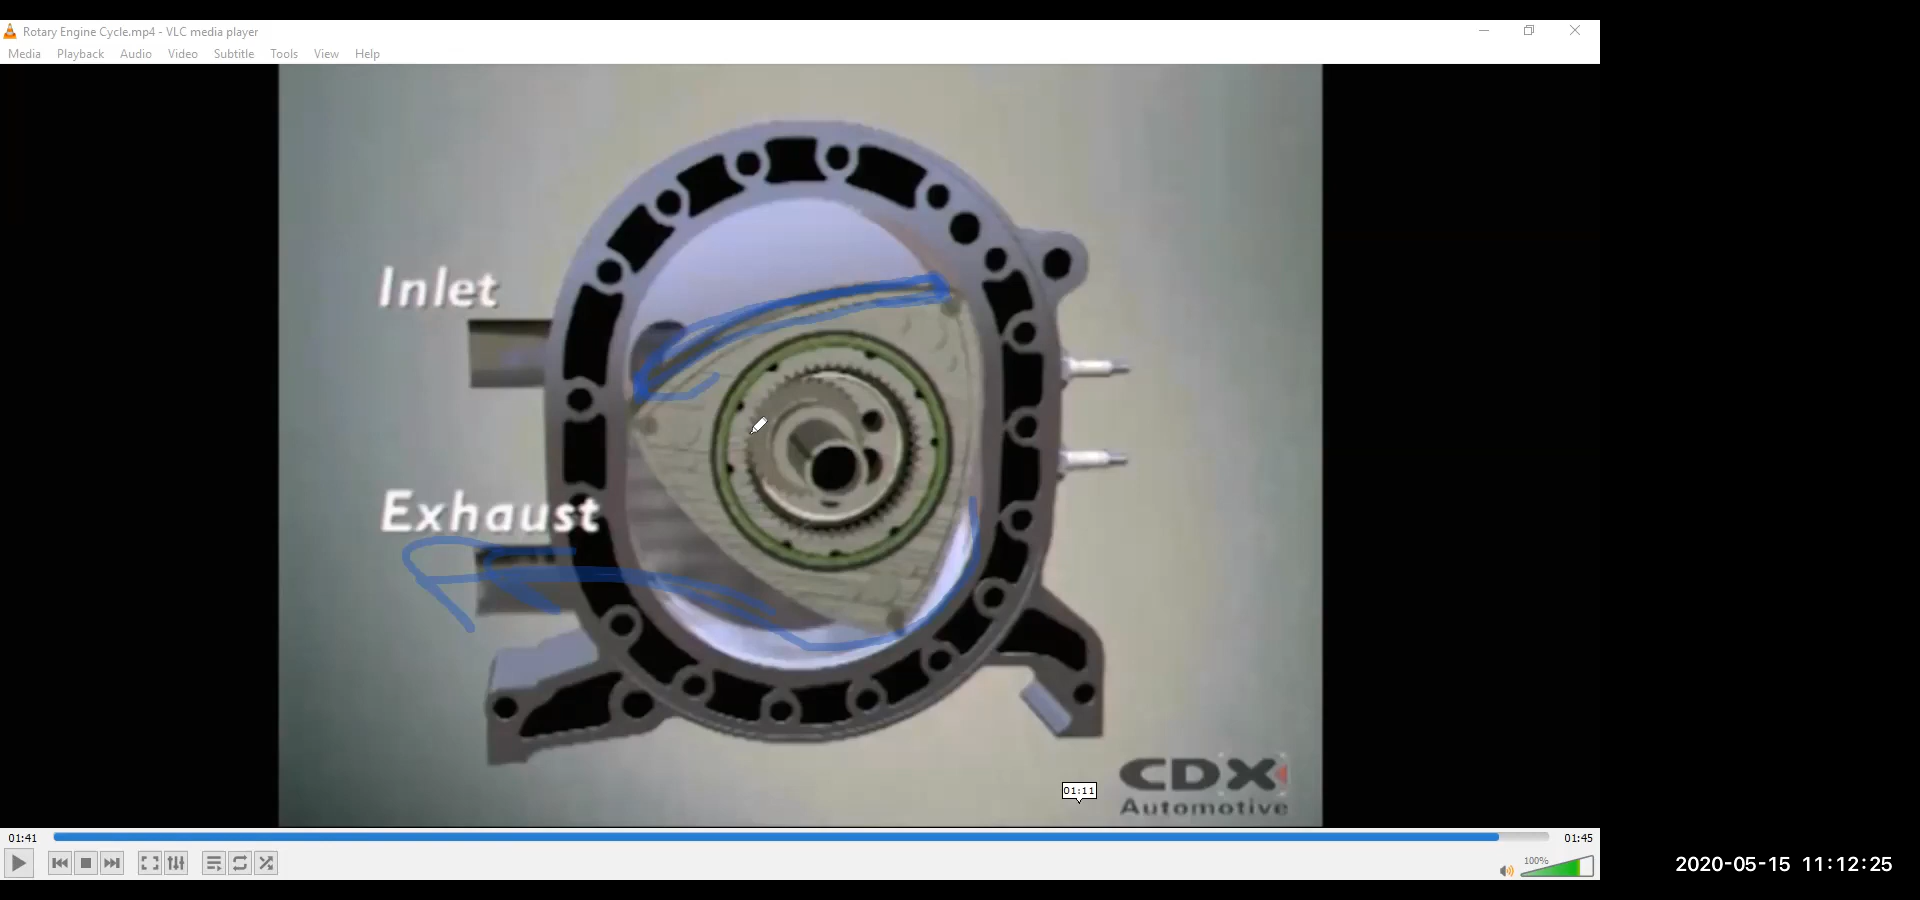 Rotary Engine Cycle.mp4 - VLC media player
Media Playback Audio Video Subtitle Tools View Help
Inlet
Exhaust
01:11
CDX
Automotive
01:41
01:45
100%
2020-05-15 11:12:25